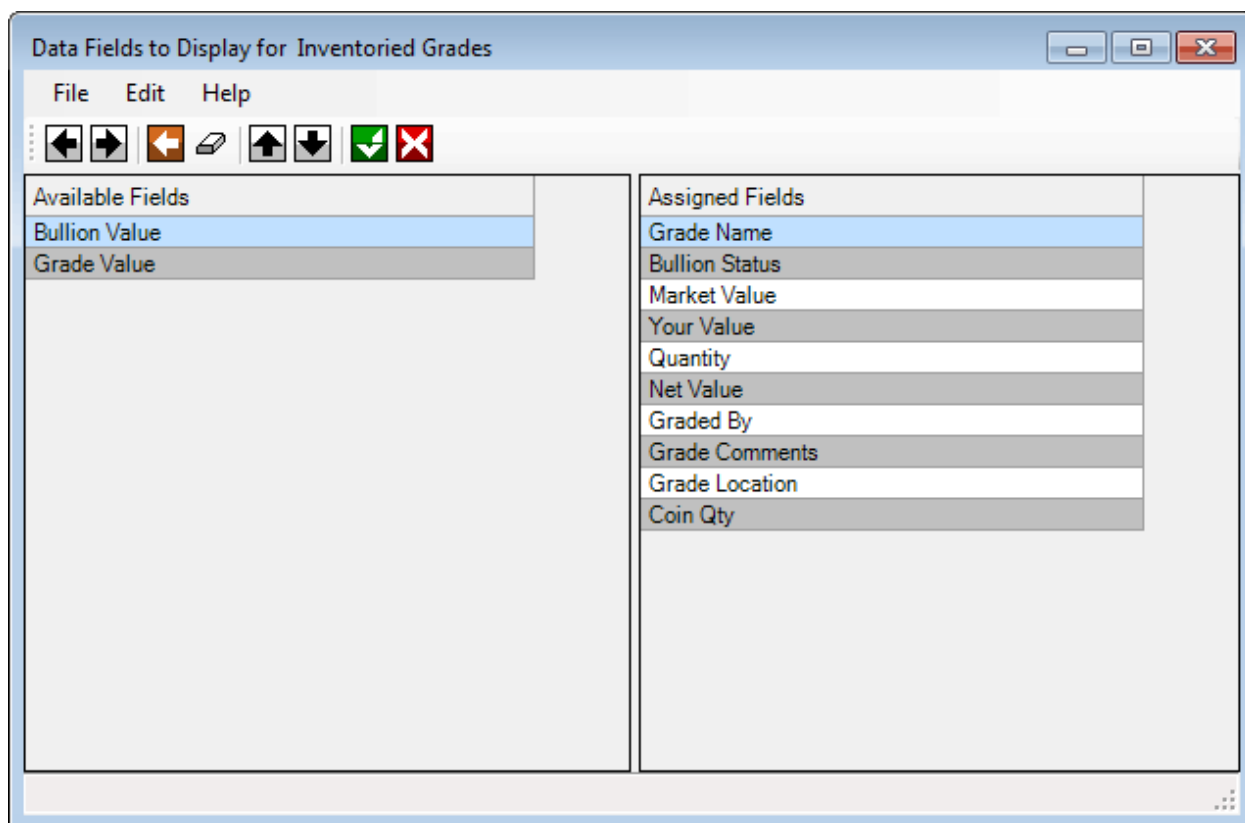 Data Fields to Display for Inventoried Grades
File Edit Help
Available Fields
Bullion Value
Grade Value
Assigned Fields
Grade Name
Bullion Status
Market Value
Your Value
Quantity
Net Value
Graded By
Grade Comments
Grade Location
Coin Qty